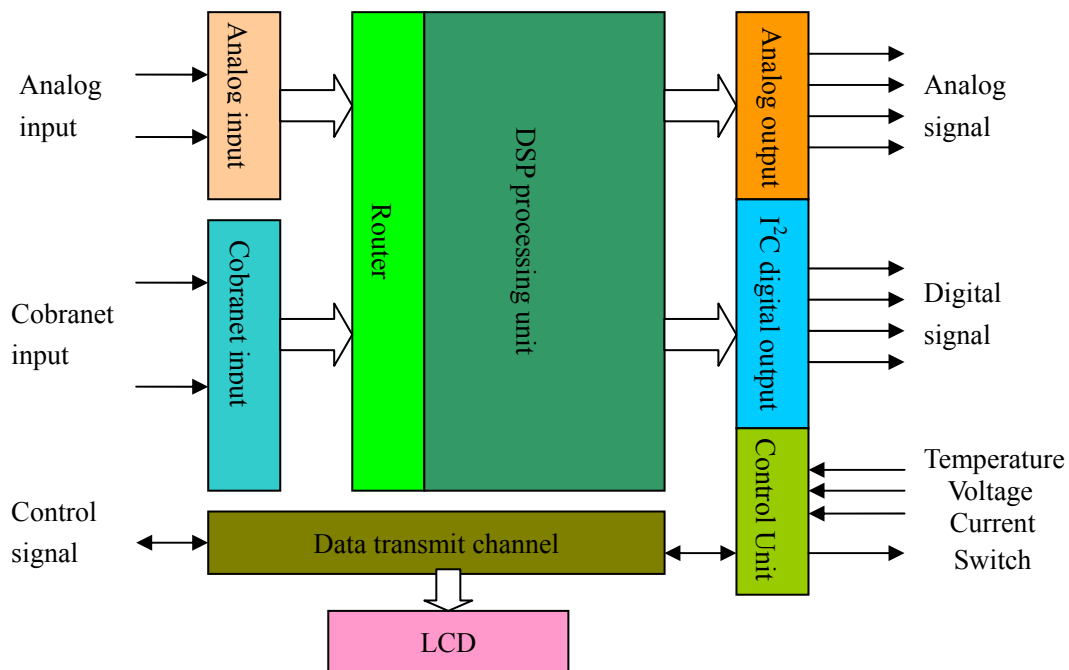 Analog
input
Analog input
Router
DSP processing unit
Analog output
Analog
signal
Cobranet
input
Cobranet input
I²C digital output
Digital
signal
Control
signal
Data transmit channel
Control Unit
Temperature
Voltage
Current
Switch
LCD